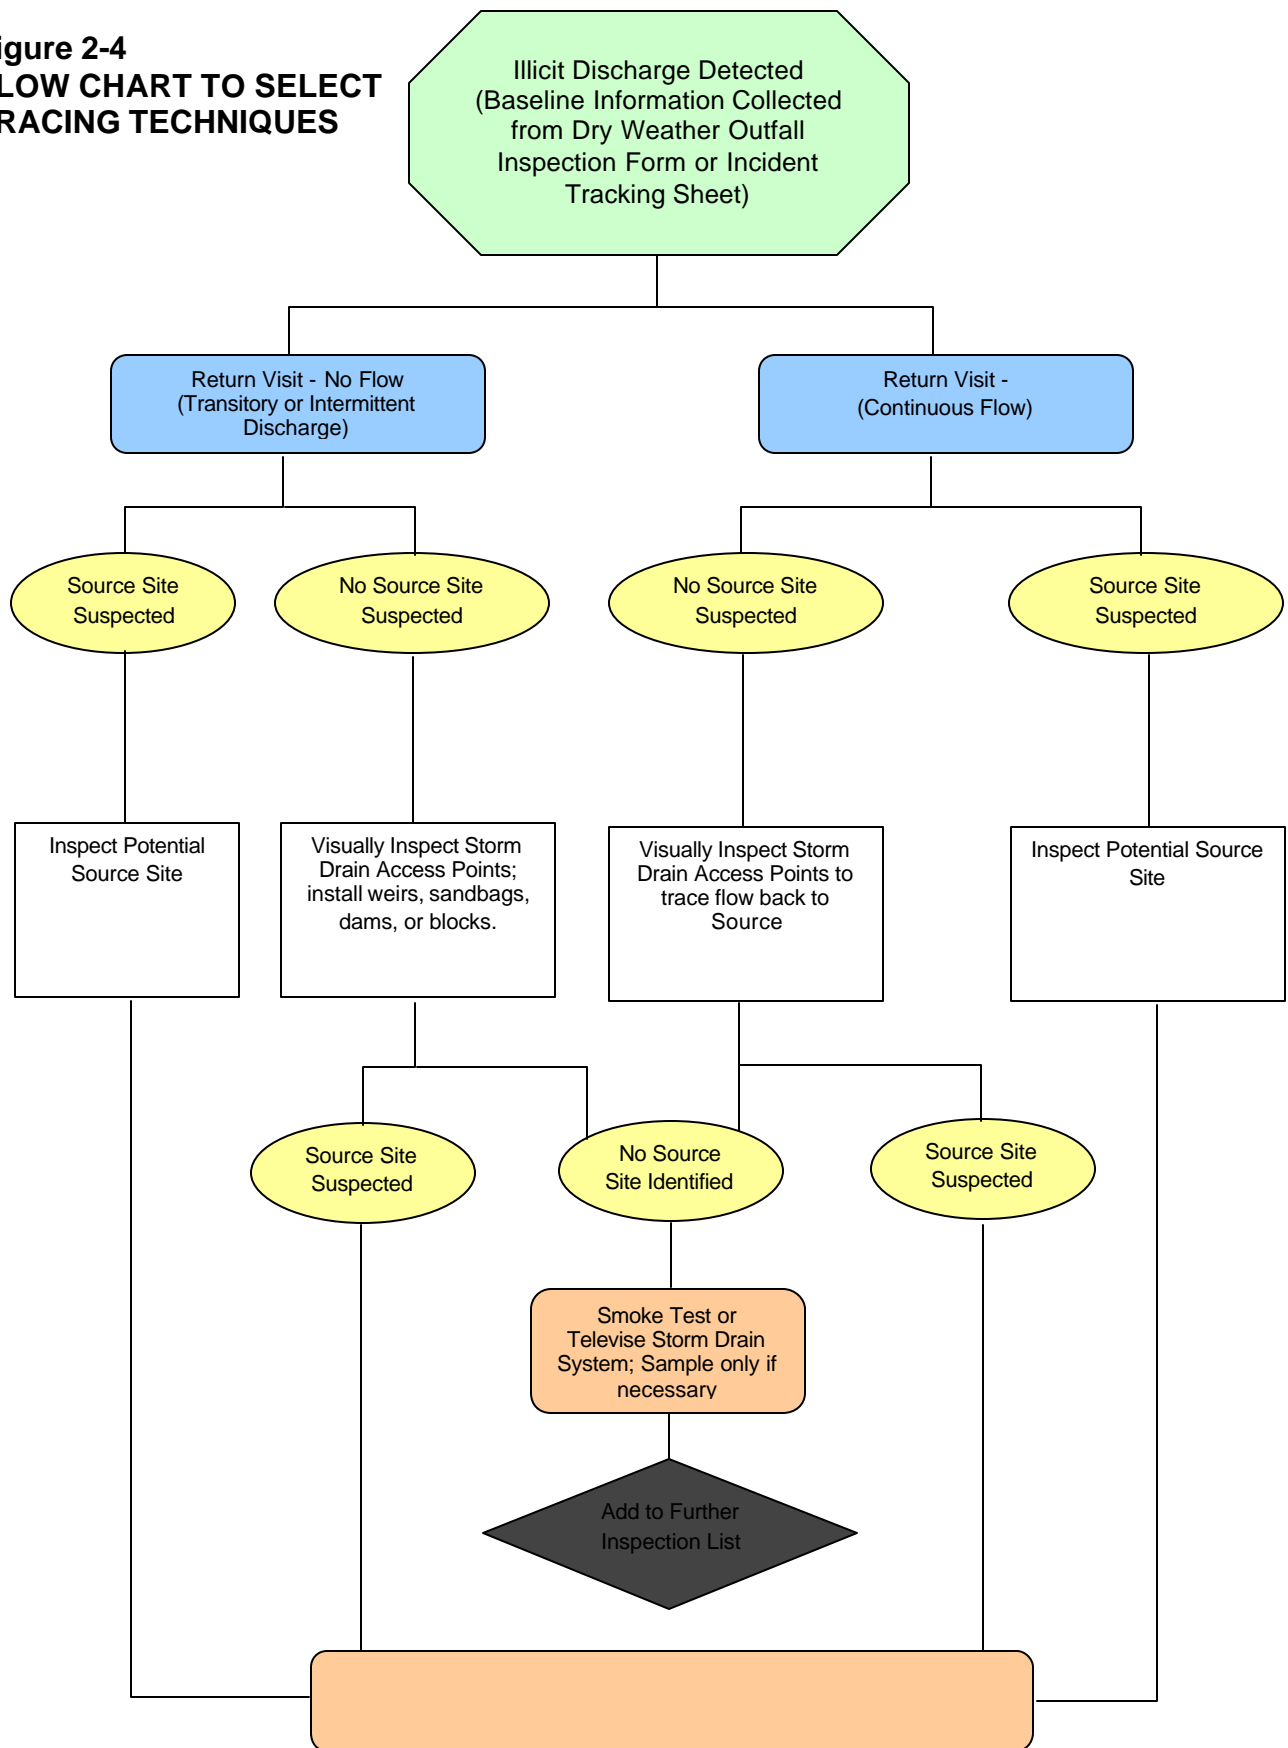 igure 2-4
LOW CHART TO SELECT
RACING TECHNIQUES
Illicit Discharge Detected
(Baseline Information Collected
from Dry Weather Outfall
Inspection Form or Incident
Tracking Sheet)
Return Visit - No Flow
(Transitory or Intermittent
Discharge)
Return Visit -
(Continuous Flow)
Source Site
Suspected
No Source Site
Suspected
No Source Site
Suspected
Source Site
Suspected
Inspect Potential
Source Site
Visually Inspect Storm
Drain Access Points;
install weirs, sandbags,
dams, or blocks.
Visually Inspect Storm
Drain Access Points to
trace flow back to
Source
Inspect Potential Source
Site
Source Site
Suspected
No Source
Site Identified
Source Site
Suspected
Smoke Test or
Televise Storm Drain
System; Sample only if
necessary
Add to Further
Inspection List